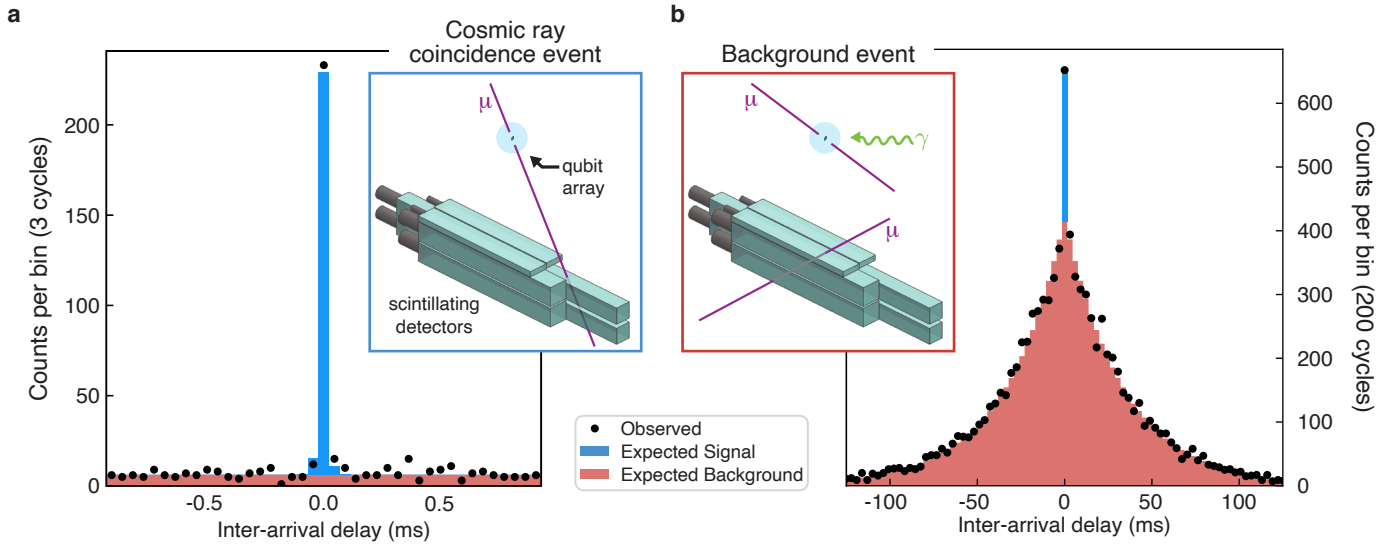 a
Cosmic ray
coincidence event
μ
qubit
array
scintillating
detectors
Counts per bin (3 cycles)
200
150
100
50
0
-0.5
0.0
0.5
Inter-arrival delay (ms)
b
Background event
μ
γ
μ
Counts per bin (200 cycles)
600
500
400
300
200
100
0
-100
-50
0
50
100
Inter-arrival delay (ms)
Observed
Expected Signal
Expected Background